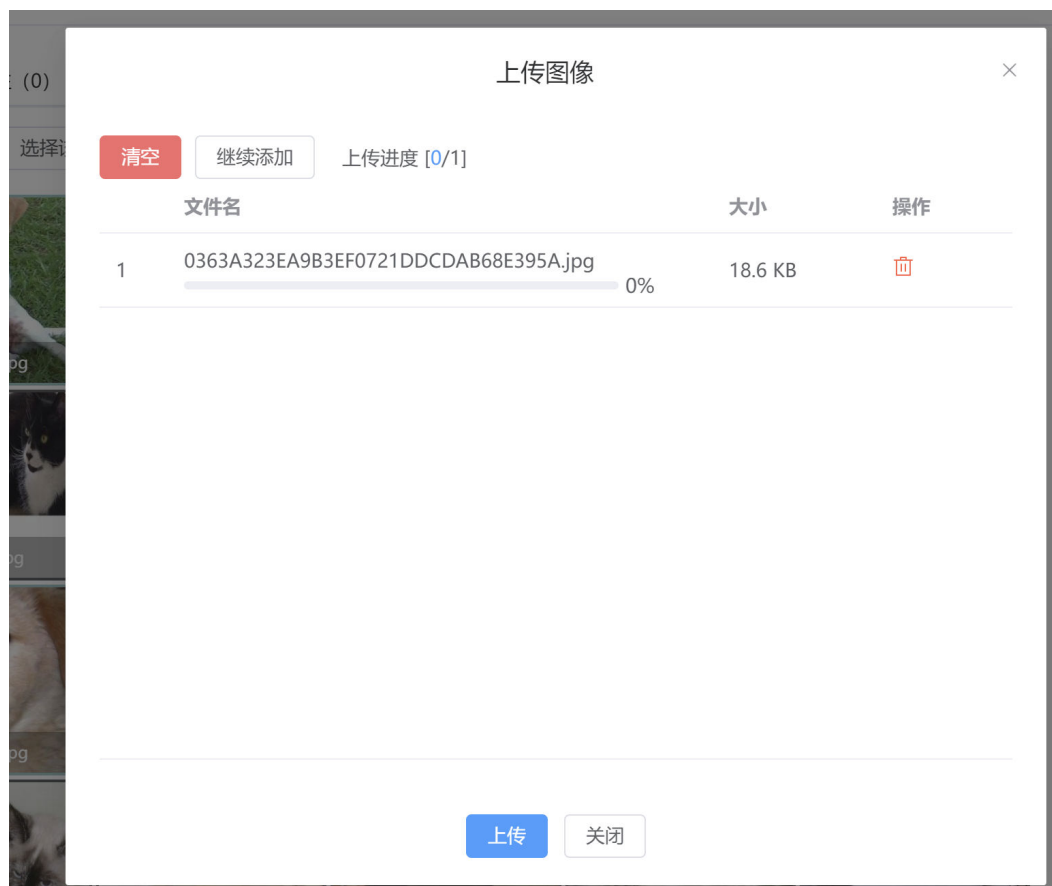 上传图像
(0)
清空 继续添加 上传进度 [0/1]
选择
文件名 大小 操作
1 0363A323EA9B3EF0721DDCDAB68E395A.jpg 18.6 KB
0%
pg
pg
pg
上传 关闭